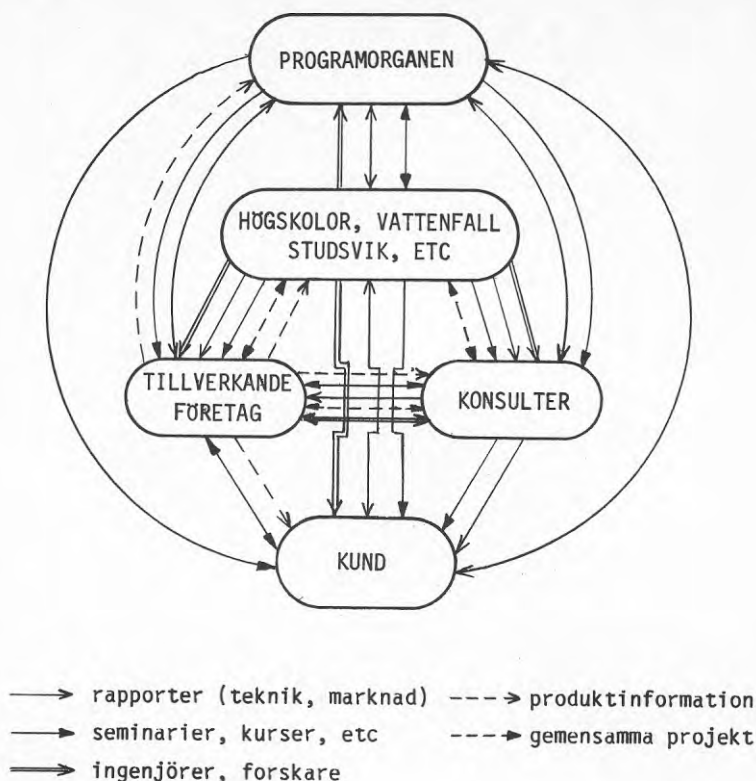 PROGRAMORGANEN
HÖGSKOLOR, VATTENFALL
STUDSVIK, ETC
TILLVERKANDE
FÖRETAG
KONSULTER
KUND
rapporter (teknik, marknad)
produktinformation
seminarier, kurser, etc
gemensamma projekt
ingenjörer, forskare